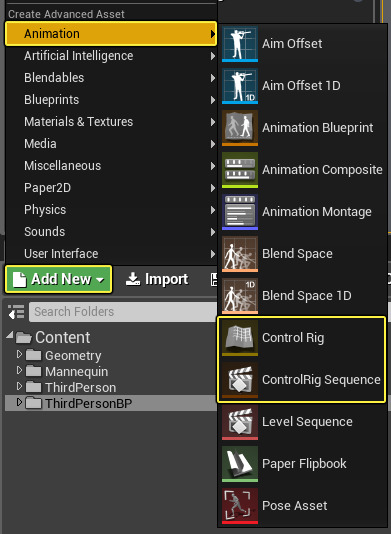 Create Advanced Asset
Animation
Artificial Intelligence
Blendables
Blueprints
Materials & Textures
Media
Miscellaneous
Paper2D
Physics
Sounds
User Interface
Aim Offset
1D
Aim Offset 1D
Animation Blueprint
Animation Composite
Animation Montage
Blend Space
1D
Blend Space 1D
Control Rig
ControlRig Sequence
Level Sequence
Paper Flipbook
Pose Asset
Add New
Import
Search Folders
Content
Geometry
Mannequin
ThirdPerson
ThirdPersonBP